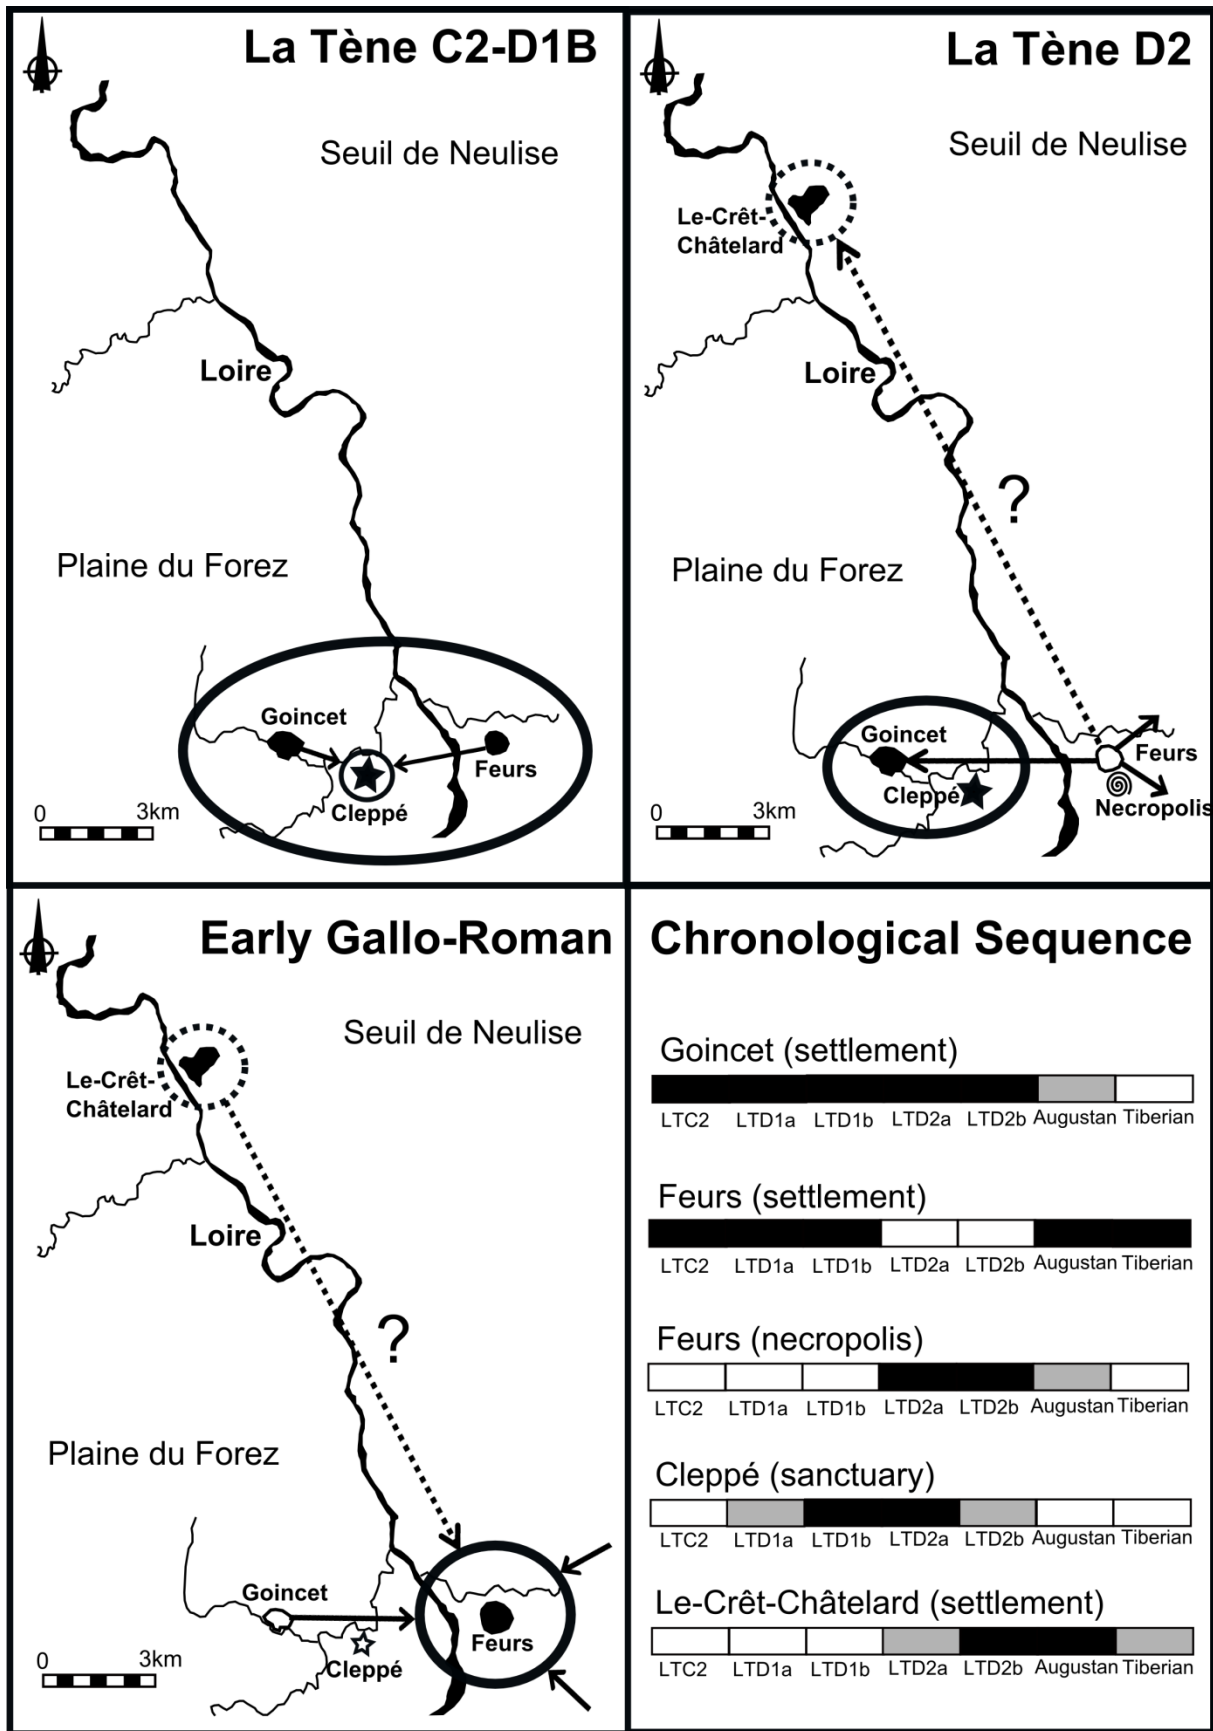 La Tène C2-D1B
Seuil de Neulise
Loire
Plaine du Forez
Goincet
Feurs
Cleppé
0 3km
La Tène D2
Seuil de Neulise
Le-Crêt-
Châtelard
Loire
?
Plaine du Forez
Goincet
Feurs
Cleppé
Necropolis
0 3km
Early Gallo-Roman
Seuil de Neulise
Le-Crêt-
Châtelard
Loire
?
Plaine du Forez
Goincet
Feurs
Cleppé
0 3km
Chronological Sequence
Goincet (settlement)
LTC2 LTD1a LTD1b LTD2a LTD2b Augustan Tiberian
Feurs (settlement)
LTC2 LTD1a LTD1b LTD2a LTD2b Augustan Tiberian
Feurs (necropolis)
LTC2 LTD1a LTD1b LTD2a LTD2b Augustan Tiberian
Cleppé (sanctuary)
LTC2 LTD1a LTD1b LTD2a LTD2b Augustan Tiberian
Le-Crêt-Châtelard (settlement)
LTC2 LTD1a LTD1b LTD2a LTD2b Augustan Tiberian